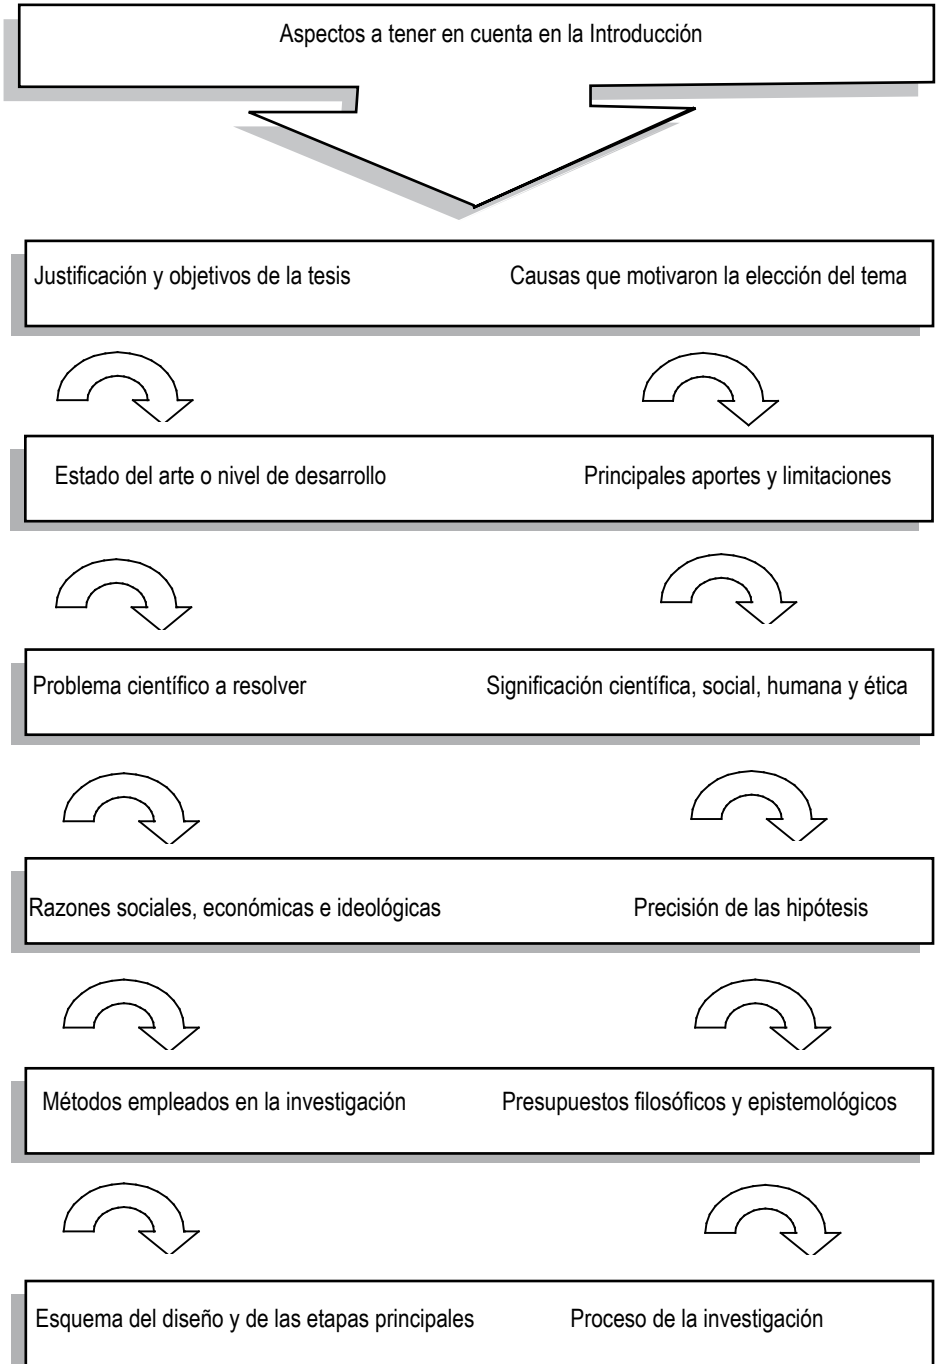 Aspectos a tener en cuenta en la Introducción
Justificación y objetivos de la tesis Causas que motivaron la elección del tema
Estado del arte o nivel de desarrollo Principales aportes y limitaciones
Problema científico a resolver Significación científica, social, humana y ética
Razones sociales, económicas e ideológicas Precisión de las hipótesis
Métodos empleados en la investigación Presupuestos filosóficos y epistemológicos
Esquema del diseño y de las etapas principales Proceso de la investigación